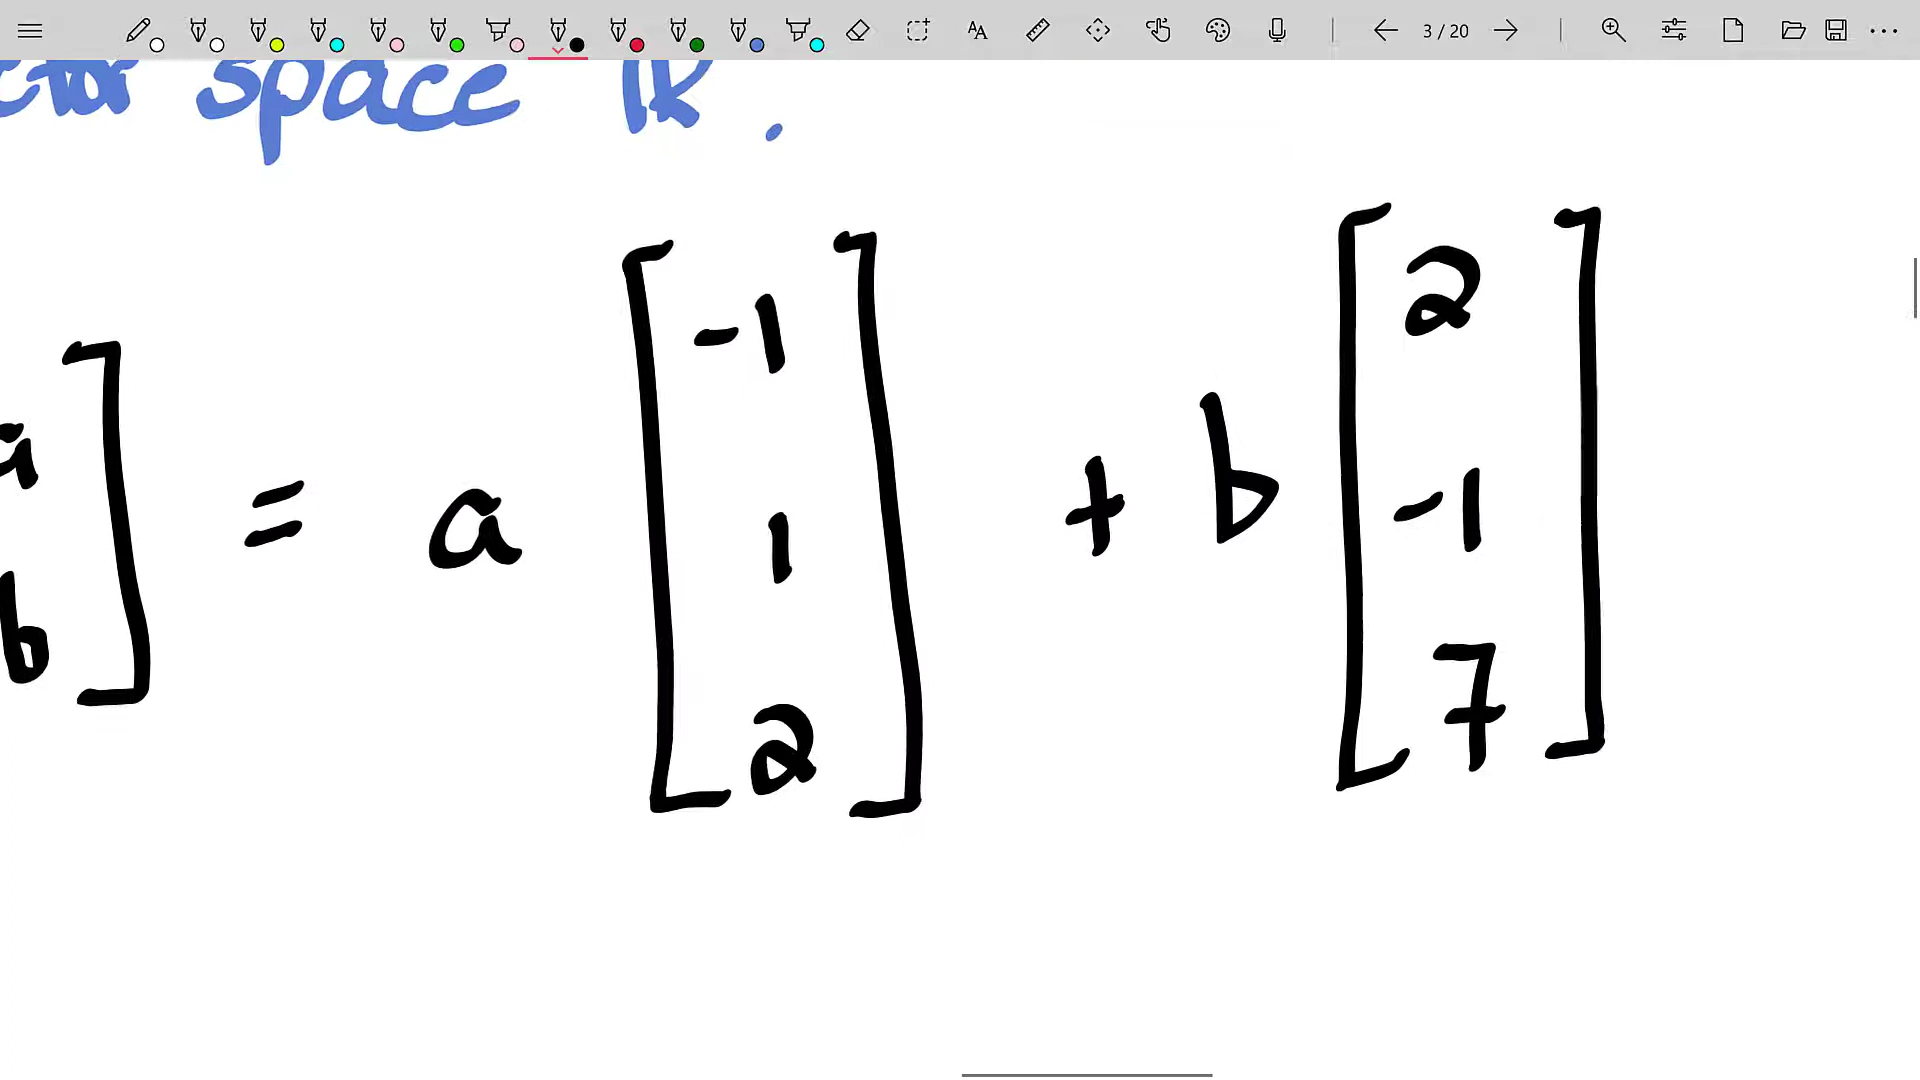 3 / 20
space ℝ.
a ] = a [ -1 ] + b [ 2 ]
1 -1
b 2 7